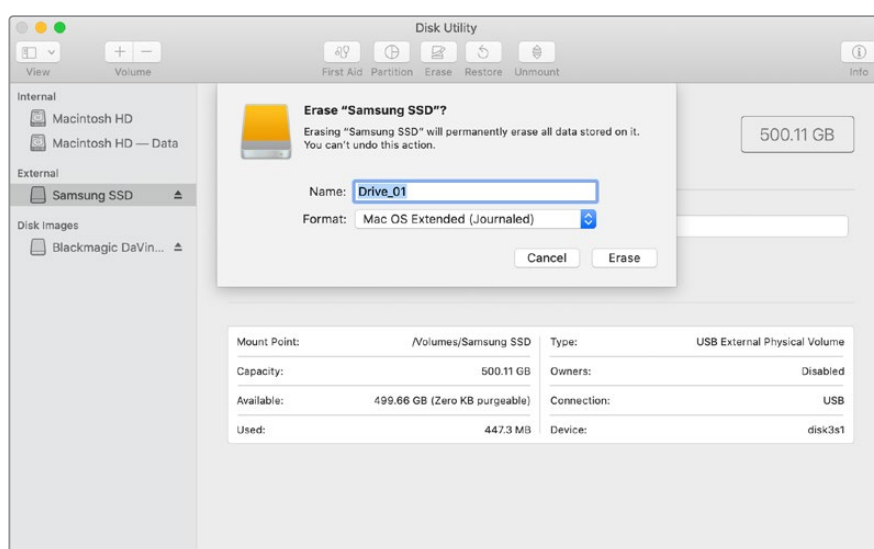 Disk Utility
View
Volume
First Aid
Partition
Erase
Restore
Unmount
Info
Internal
Macintosh HD
Macintosh HD — Data
External
Samsung SSD
Disk Images
Blackmagic DaVin...
Erase “Samsung SSD”?
Erasing “Samsung SSD” will permanently erase all data stored on it.
You can’t undo this action.
Name: Drive_01
Format: Mac OS Extended (Journaled)
Cancel
Erase
500.11 GB
Mount Point: /Volumes/Samsung SSD
Type: USB External Physical Volume
Capacity: 500.11 GB
Owners: Disabled
Available: 499.66 GB (Zero KB purgeable)
Connection: USB
Used: 447.3 MB
Device: disk3s1